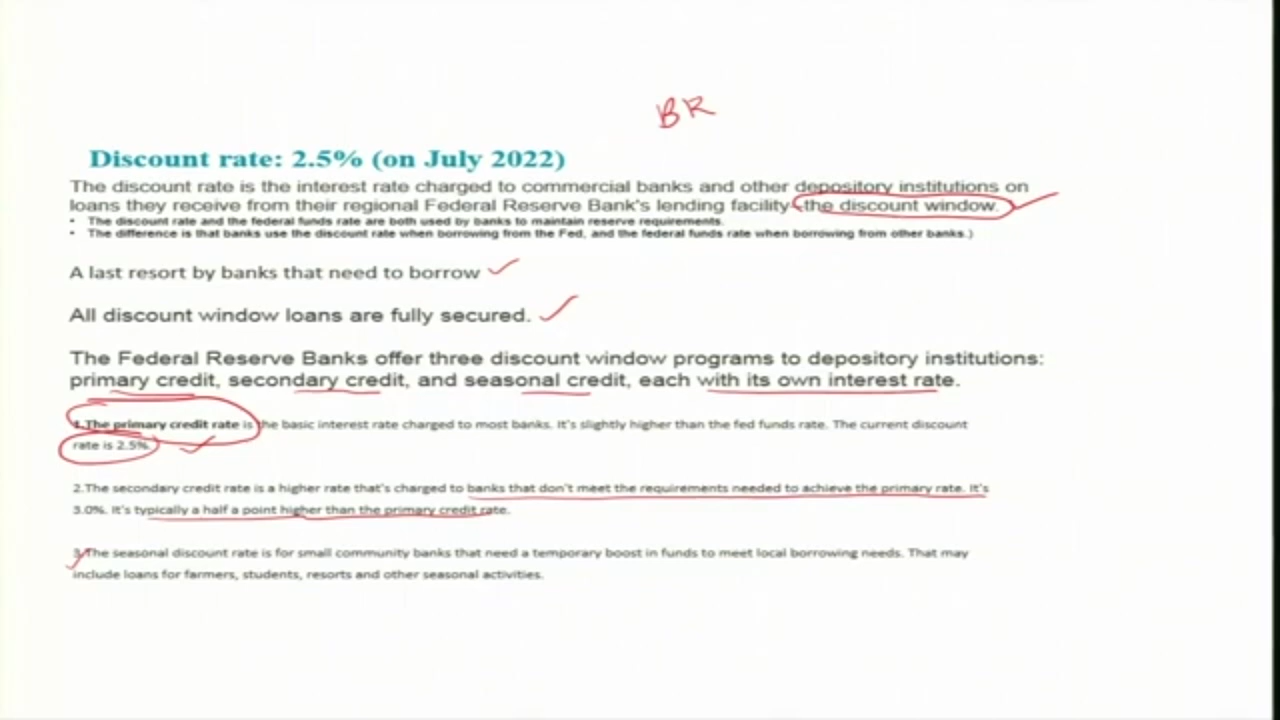 BR
Discount rate: 2.5% (on July 2022)
The discount rate is the interest rate charged to commercial banks and other depository institutions on
loans they receive from their regional Federal Reserve Bank's lending facility-the discount window.
• The discount rate and the federal funds rate are both used by banks to maintain reserve requirements.
• The difference is that banks use the discount rate when borrowing from the Fed, and the federal funds rate when borrowing from other banks.)
A last resort by banks that need to borrow
All discount window loans are fully secured.
The Federal Reserve Banks offer three discount window programs to depository institutions:
primary credit, secondary credit, and seasonal credit, each with its own interest rate.
1.The primary credit rate is the basic interest rate charged to most banks. It's slightly higher than the fed funds rate. The current discount
rate is 2.5%.
2.The secondary credit rate is a higher rate that's charged to banks that don't meet the requirements needed to achieve the primary rate. It's
3.0%. It's typically a half a point higher than the primary credit rate.
3.The seasonal discount rate is for small community banks that need a temporary boost in funds to meet local borrowing needs. That may
include loans for farmers, students, resorts and other seasonal activities.